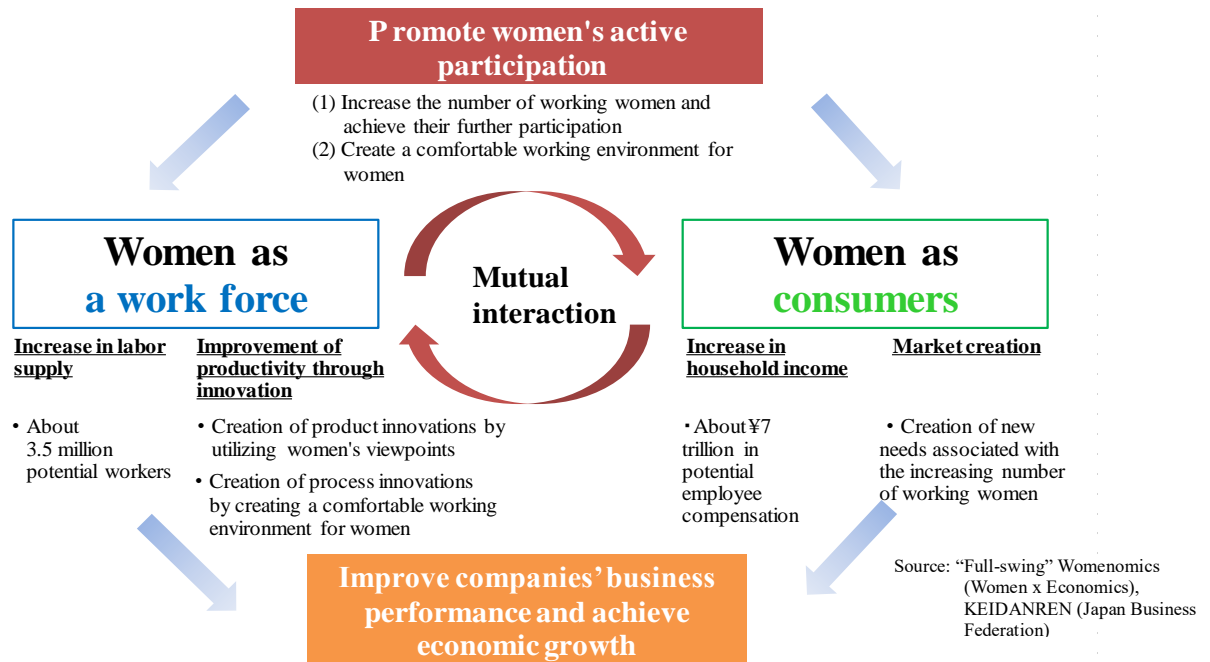 P romote women's active
participation
(1) Increase the number of working women and
achieve their further participation
(2) Create a comfortable working environment for
women
Women as
a work force
Mutual
interaction
Women as
consumers
Increase in labor
supply
• About
3.5 million
potential workers
Improvement of
productivity through
innovation
• Creation of product innovations by
utilizing women's viewpoints
• Creation of process innovations
by creating a comfortable working
environment for women
Increase in
household income
・About ¥7
trillion in
potential
employee
compensation
Market creation
• Creation of new
needs associated with
the increasing number
of working women
Improve companies’ business
performance and achieve
economic growth
Source: “Full-swing” Womenomics
(Women x Economics),
KEIDANREN (Japan Business
Federation)